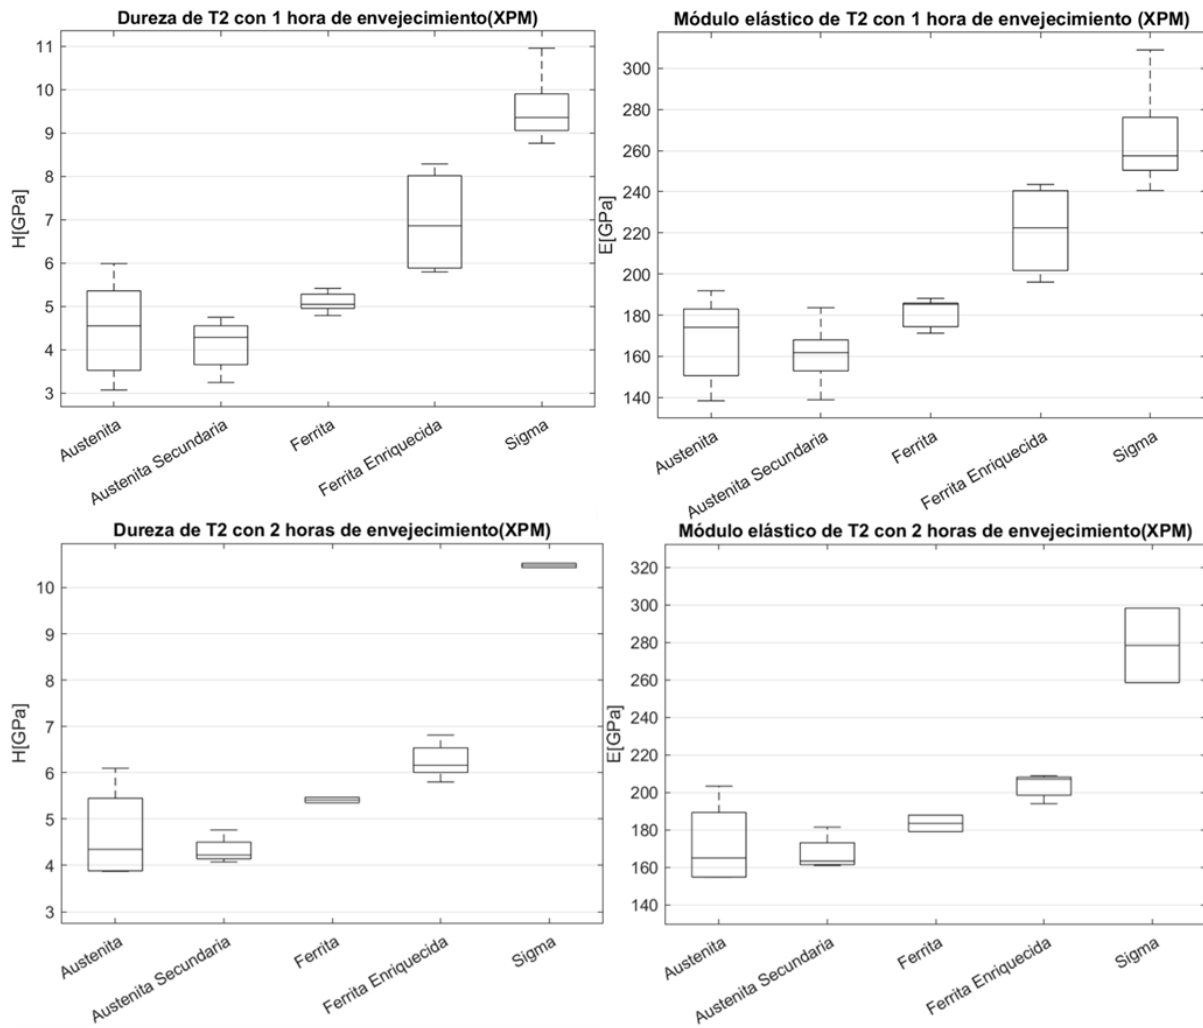 Dureza de T2 con 1 hora de envejecimiento(XPM)
H[GPa]
11
10
9
8
7
6
5
4
3
Austenita
Austenita Secundaria
Ferrita
Ferrita Enriquecida
Sigma
Módulo elástico de T2 con 1 hora de envejecimiento (XPM)
E[GPa]
300
280
260
240
220
200
180
160
140
Austenita
Austenita Secundaria
Ferrita
Ferrita Enriquecida
Sigma
Dureza de T2 con 2 horas de envejecimiento(XPM)
H[GPa]
10
10
9
8
7
6
5
4
3
Austenita
Austenita Secundaria
Ferrita
Ferrita Enriquecida
Sigma
Módulo elástico de T2 con 2 horas de envejecimiento(XPM)
E[GPa]
320
300
280
260
240
220
200
180
160
140
Austenita
Austenita Secundaria
Ferrita
Ferrita Enriquecida
Sigma